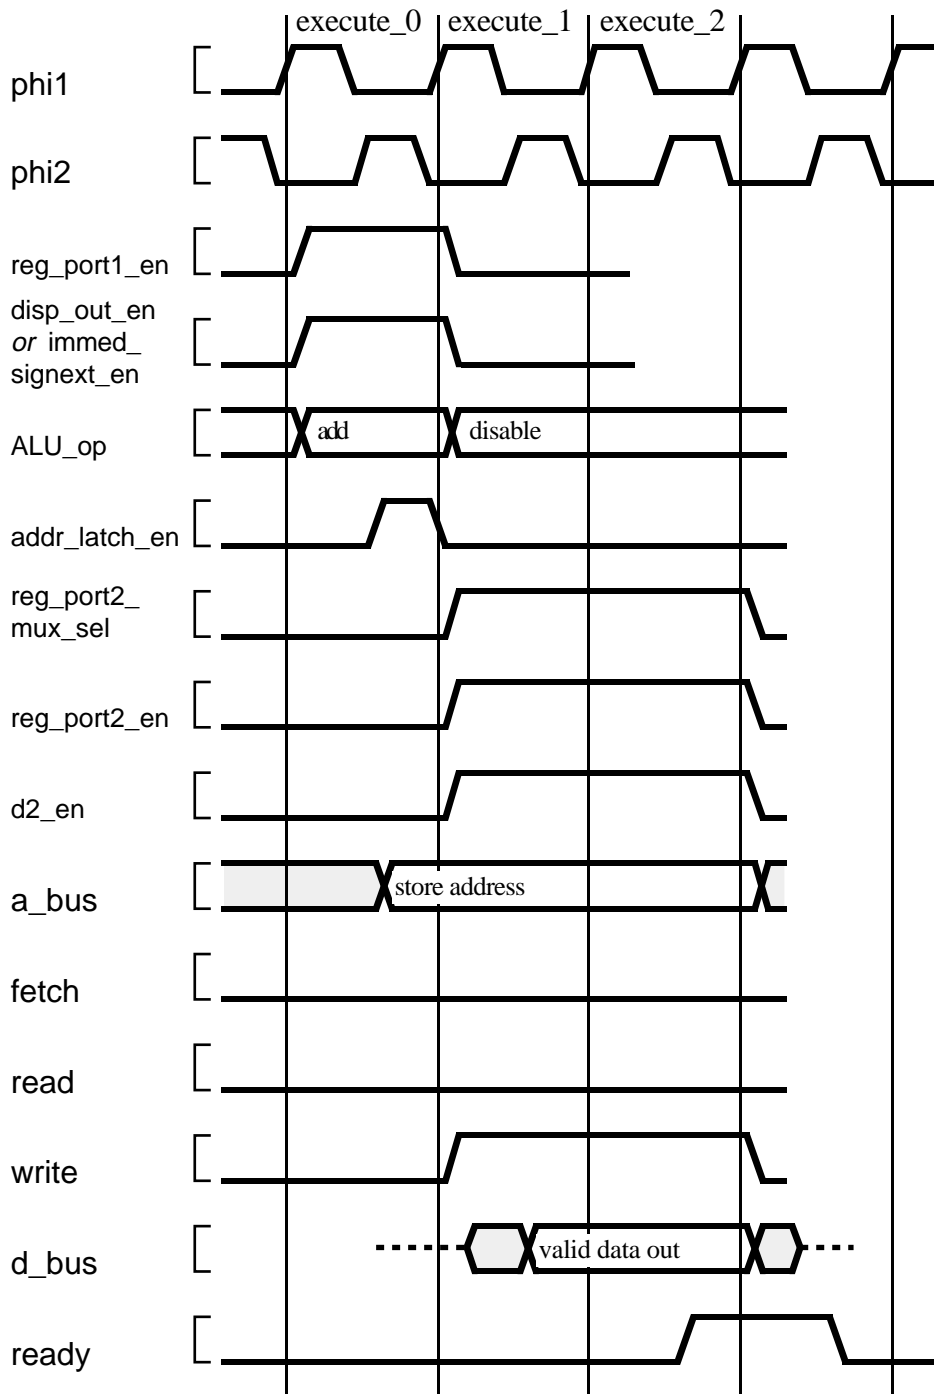 execute_0 execute_1 execute_2
phi1
phi2
reg_port1_en
disp_out_en
or immed_
signext_en
ALU_op add disable
addr_latch_en
reg_port2_
mux_sel
reg_port2_en
d2_en
a_bus store address
fetch
read
write
d_bus valid data out
ready